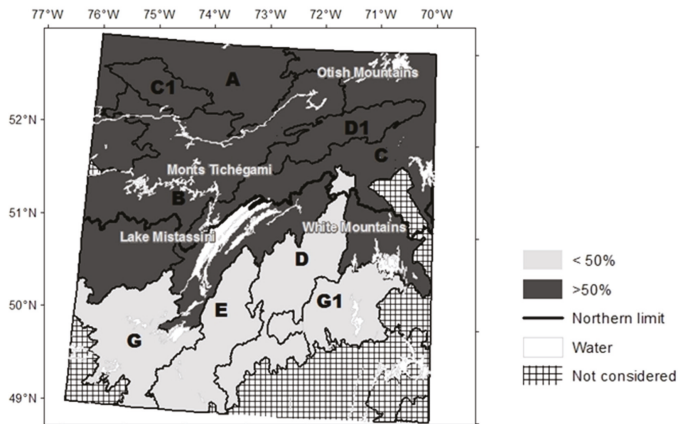 77°W 76°W 75°W 74°W 73°W 72°W 71°W 70°W
Otish Mountains
A
C1
52°N
D1
C
Monts Tichégami
B
51°N
White Mountains
Lake Mistassini
D
< 50%
>50%
50°N
G1
E
Northern limit
G
Water
Not considered
49°N